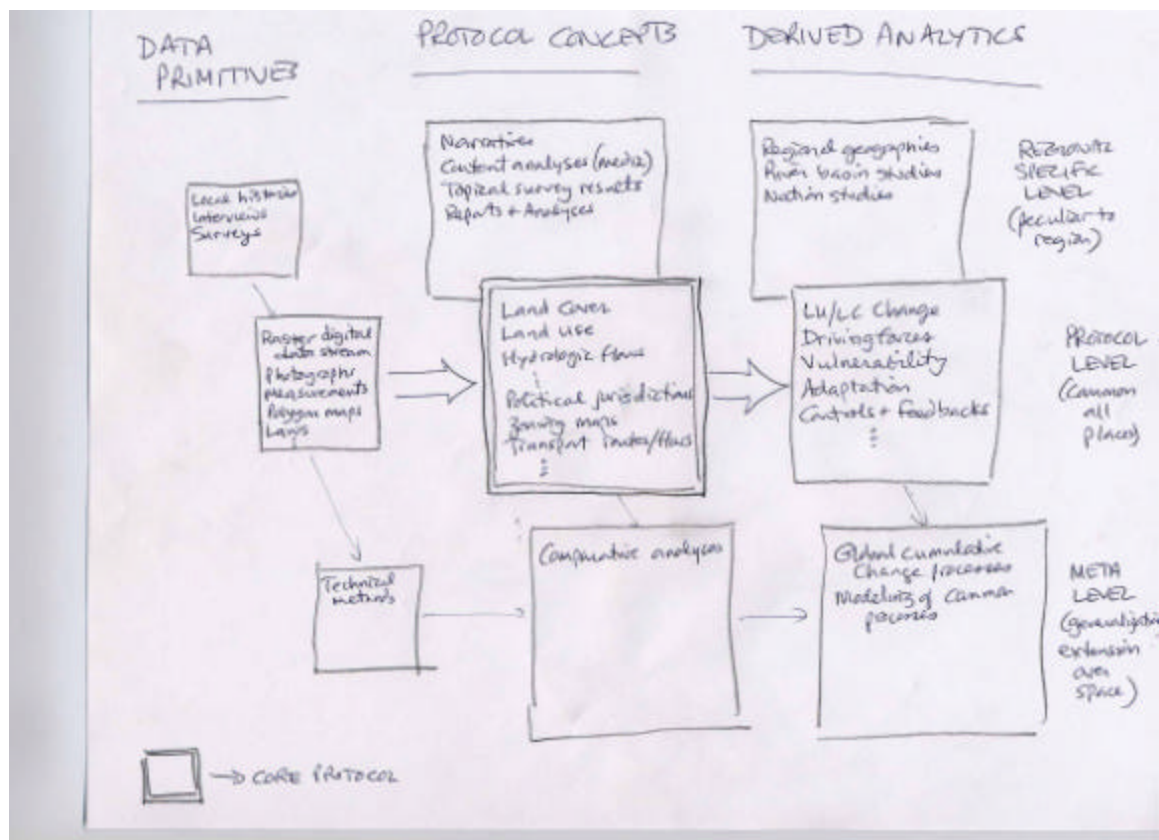 DATA
PRIMITIVES
PROTOCOL CONCEPTS
DERIVED ANALYTICS
Local histories
Interviews
Surveys
Narratives
Content analyses (media)
Topical survey results
Reports + Analyses
Regional geographies
River basin studies
Nation studies
REGIONAL
SPECIFIC
LEVEL
(peculiar to
region)
Raster digital
data stream
Photographs
Measurements
Polygon maps
Laws
Land Cover
Land Use
Hydrologic flows
Political jurisdictions
Zoning maps
Transport routes/flows
LU/LC Change
Driving forces
Vulnerability
Adaptation
Controls + feedbacks
PROTOCOL
LEVEL
(Common
all
places)
Technical
methods
Comparative analyses
Global cumulative
Change processes
Modeling of Common
processes
META
LEVEL
extension
over
space)
→ CORE PROTOCOL